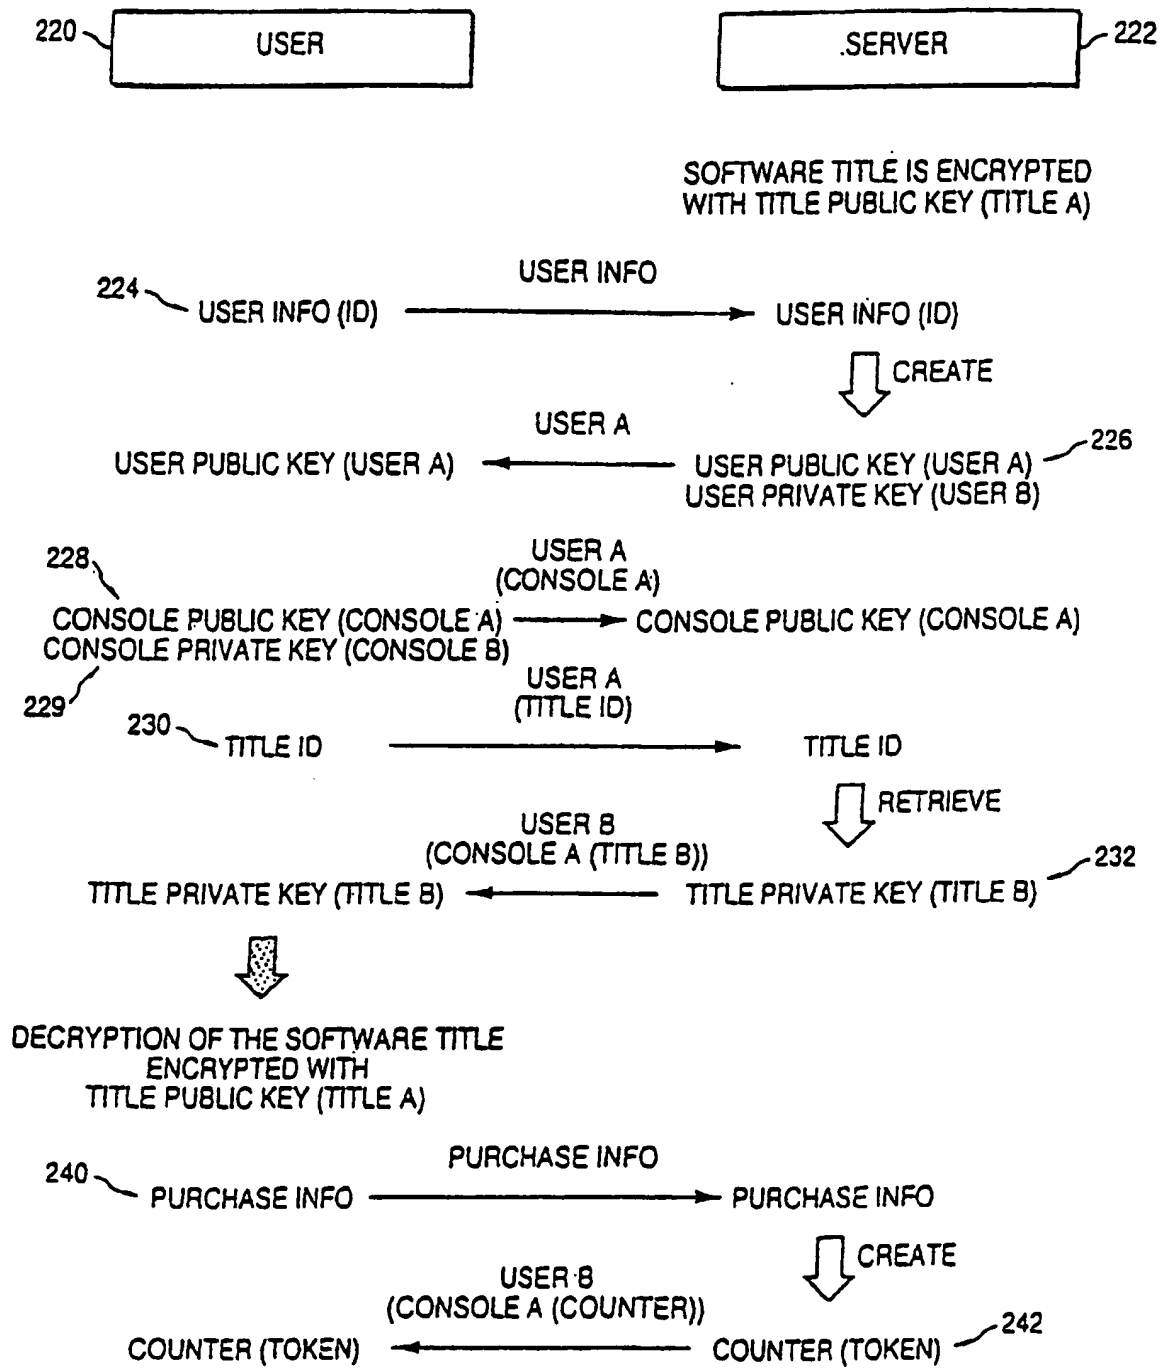 220
USER
.SERVER
222
SOFTWARE TITLE IS ENCRYPTED
WITH TITLE PUBLIC KEY (TITLE A)
224
USER INFO (ID)
USER INFO
USER INFO (ID)
CREATE
USER PUBLIC KEY (USER A)
USER A
USER PUBLIC KEY (USER A)
USER PRIVATE KEY (USER B)
226
228
CONSOLE PUBLIC KEY (CONSOLE A)
CONSOLE PRIVATE KEY (CONSOLE B)
229
USER A
(CONSOLE A)
CONSOLE PUBLIC KEY (CONSOLE A)
230
TITLE ID
USER A
(TITLE ID)
TITLE ID
RETRIEVE
TITLE PRIVATE KEY (TITLE B)
USER B
(CONSOLE A (TITLE B))
TITLE PRIVATE KEY (TITLE B)
232
DECRYPTION OF THE SOFTWARE TITLE
ENCRYPTED WITH
TITLE PUBLIC KEY (TITLE A)
240
PURCHASE INFO
PURCHASE INFO
PURCHASE INFO
CREATE
COUNTER (TOKEN)
USER B
(CONSOLE A (COUNTER))
COUNTER (TOKEN)
242